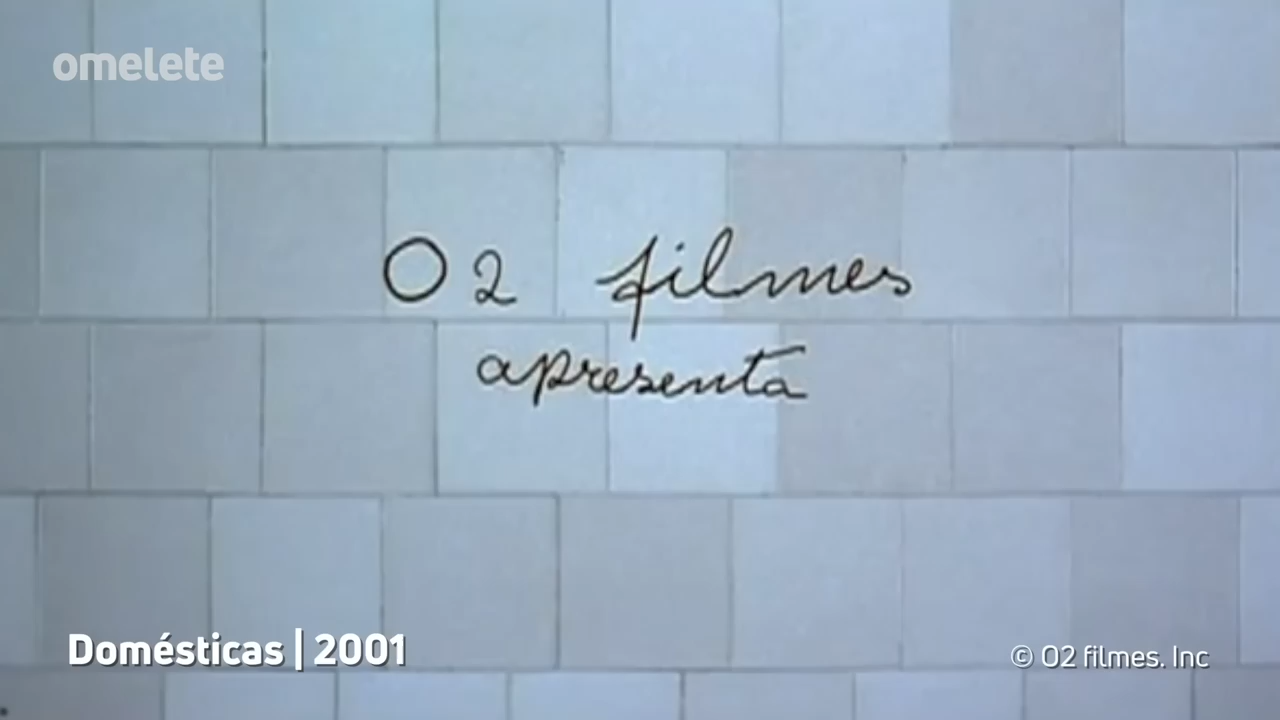 omelete
O2 filmes
apresenta
Domésticas | 2001
© O2 filmes. Inc